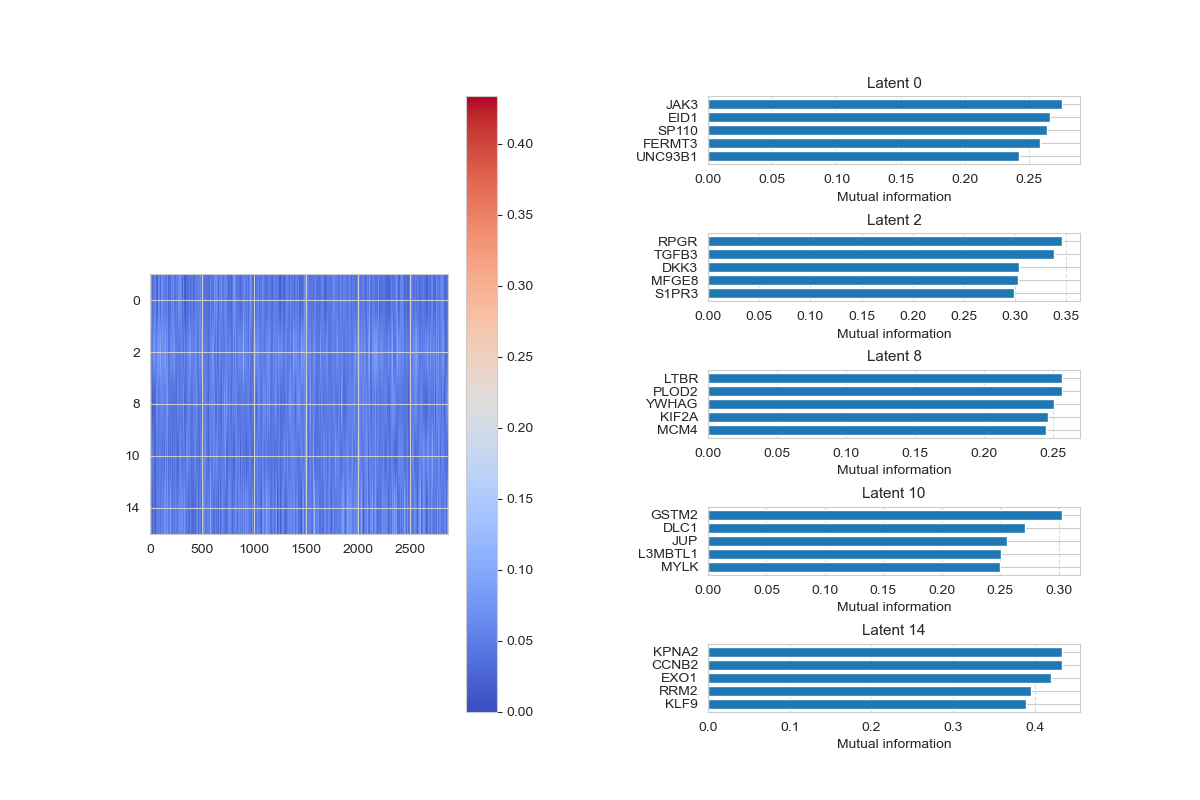 0
2
8
10
14
0 500 1000 1500 2000 2500
0.40
0.35
0.30
0.25
0.20
0.15
0.10
0.05
0.00
Latent 0
JAK3
EID1
SP110
FERMT3
UNC93B1
0.00 0.05 0.10 0.15 0.20 0.25
Mutual information
Latent 2
RPGR
TGFB3
DKK3
MFGE8
S1PR3
0.00 0.05 0.10 0.15 0.20 0.25 0.30 0.35
Mutual information
Latent 8
LTBR
PLOD2
YWHAG
KIF2A
MCM4
0.00 0.05 0.10 0.15 0.20 0.25
Mutual information
Latent 10
GSTM2
DLC1
JUP
L3MBTL1
MYLK
0.00 0.05 0.10 0.15 0.20 0.25 0.30
Mutual information
Latent 14
KPNA2
CCNB2
EXO1
RRM2
KLF9
0.0 0.1 0.2 0.3 0.4
Mutual information